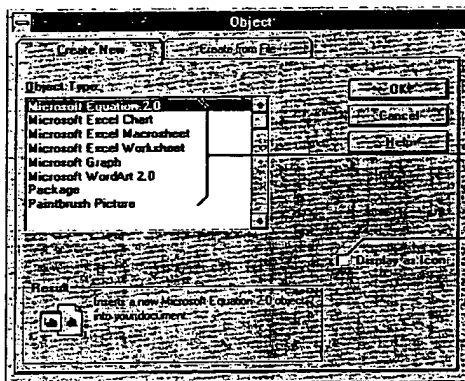 Object
Create New
Create from File
Object Type:
Microsoft Equation 2.0
Microsoft Excel Chart
Microsoft Excel Macrosheet
Microsoft Excel Worksheet
Microsoft Graph
Microsoft WordArt 2.0
Package
Paintbrush Picture
OK
Cancel
Help
Display as Icon
Result
Inserts a new Microsoft Equation 2.0 object
into your document.